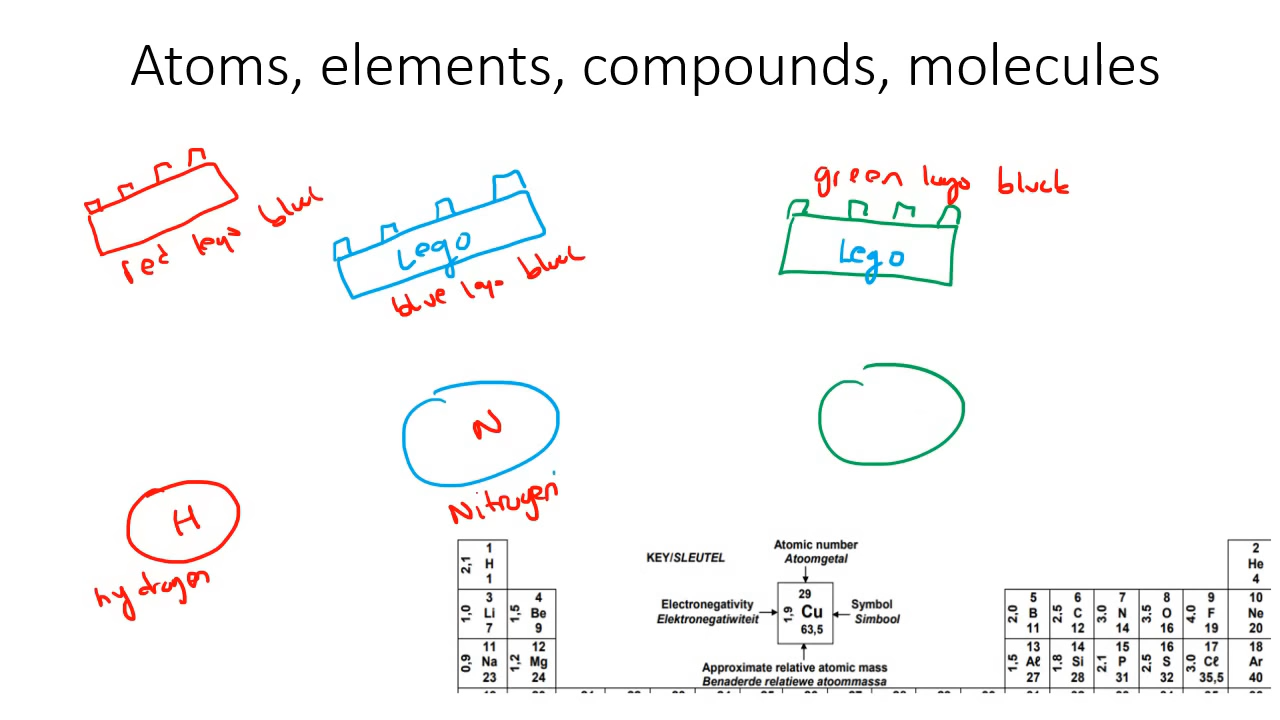 Atoms, elements, compounds, molecules
green lego block
red lego block
Lego
blue lego block
Lego
N
Nitrogen
H
hydrogen
KEY/SLEUTEL
Atomic number
Atoomgetal
Electronegativity
Elektronegatiwiteit
29
1,9 Cu
63,5
Symbol
Simbool
Approximate relative atomic mass
Benaderde relatiewe atoommassa
1
2,1 H
1
2
He
4
3 4
1,0 Li 1,5 Be
7 9
5 6 7 8 9 10
2,0 B 2,5 C 3,0 N 3,5 O 4,0 F Ne
11 12 14 16 19 20
11 12
0,9 Na 1,2 Mg
23 24
13 14 15 16 17 18
1,5 Aℓ 1,8 Si 2,1 P 2,5 S 3,0 Cℓ Ar
27 28 31 32 35,5 40